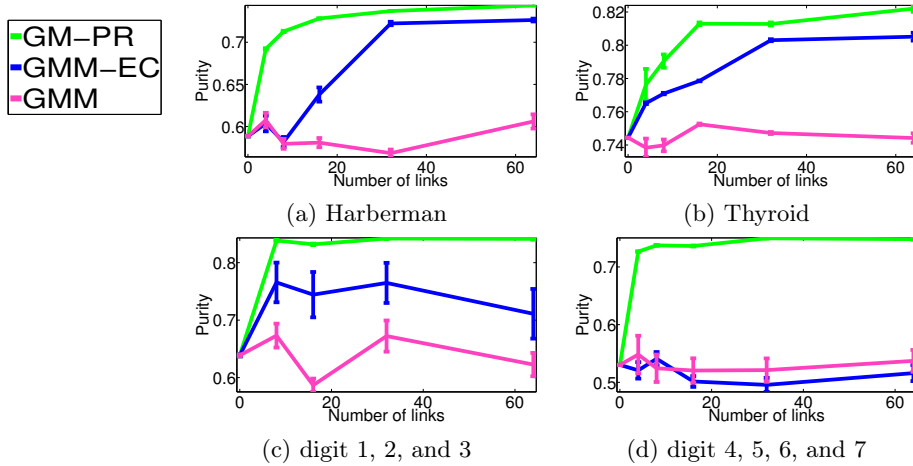 GM-PR
GMM-EC
GMM
Purity
0.7
0.65
0.6
0 20 40 60
Number of links
(a) Harberman
Purity
0.82
0.8
0.78
0.76
0.74
0 20 40 60
Number of links
(b) Thyroid
Purity
0.8
0.7
0.6
0 20 40 60
Number of links
(c) digit 1, 2, and 3
Purity
0.7
0.6
0.5
0 20 40 60
Number of links
(d) digit 4, 5, 6, and 7